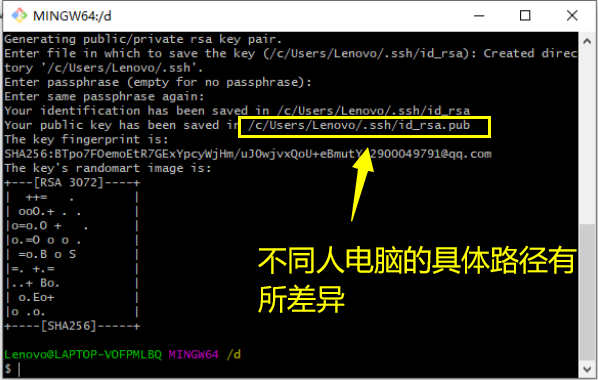 MINGW64:/d
Generating public/private rsa key pair.
Enter file in which to save the key (/c/Users/Lenovo/.ssh/id_rsa): Created direc
tory '/c/Users/Lenovo/.ssh'.
Enter passphrase (empty for no passphrase):
Enter same passphrase again:
Your identification has been saved in /c/Users/Lenovo/.ssh/id_rsa
Your public key has been saved in /c/Users/Lenovo/.ssh/id_rsa.pub
The key fingerprint is:
SHA256:BTpo7FOemoEtR7GExYpcyWjHm/uJOwjvxQoU+eBmutY 2900049791@qq.com
The key's randomart image is:
+---[RSA 3072]----+
|  ++=   .        |
| ooO.+ . .       |
|o=o.O +   .      |
|o.=O o o .       |
| =o.B o S        |
|=. +.=           |
|..+ Bo.          |
| o.Eo+           |
|o .o.            |
+----[SHA256]-----+
不同人电脑的具体路径有
所差异
Lenovo@LAPTOP-VOFPMLBQ MINGW64 /d
$